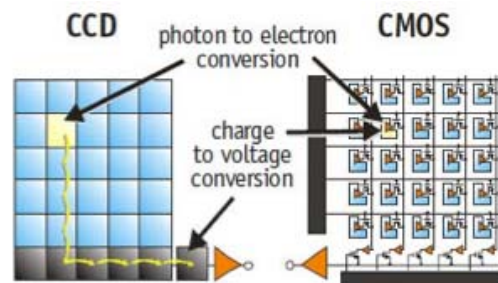 CCD
CMOS
photon to electron
conversion
charge
to voltage
conversion